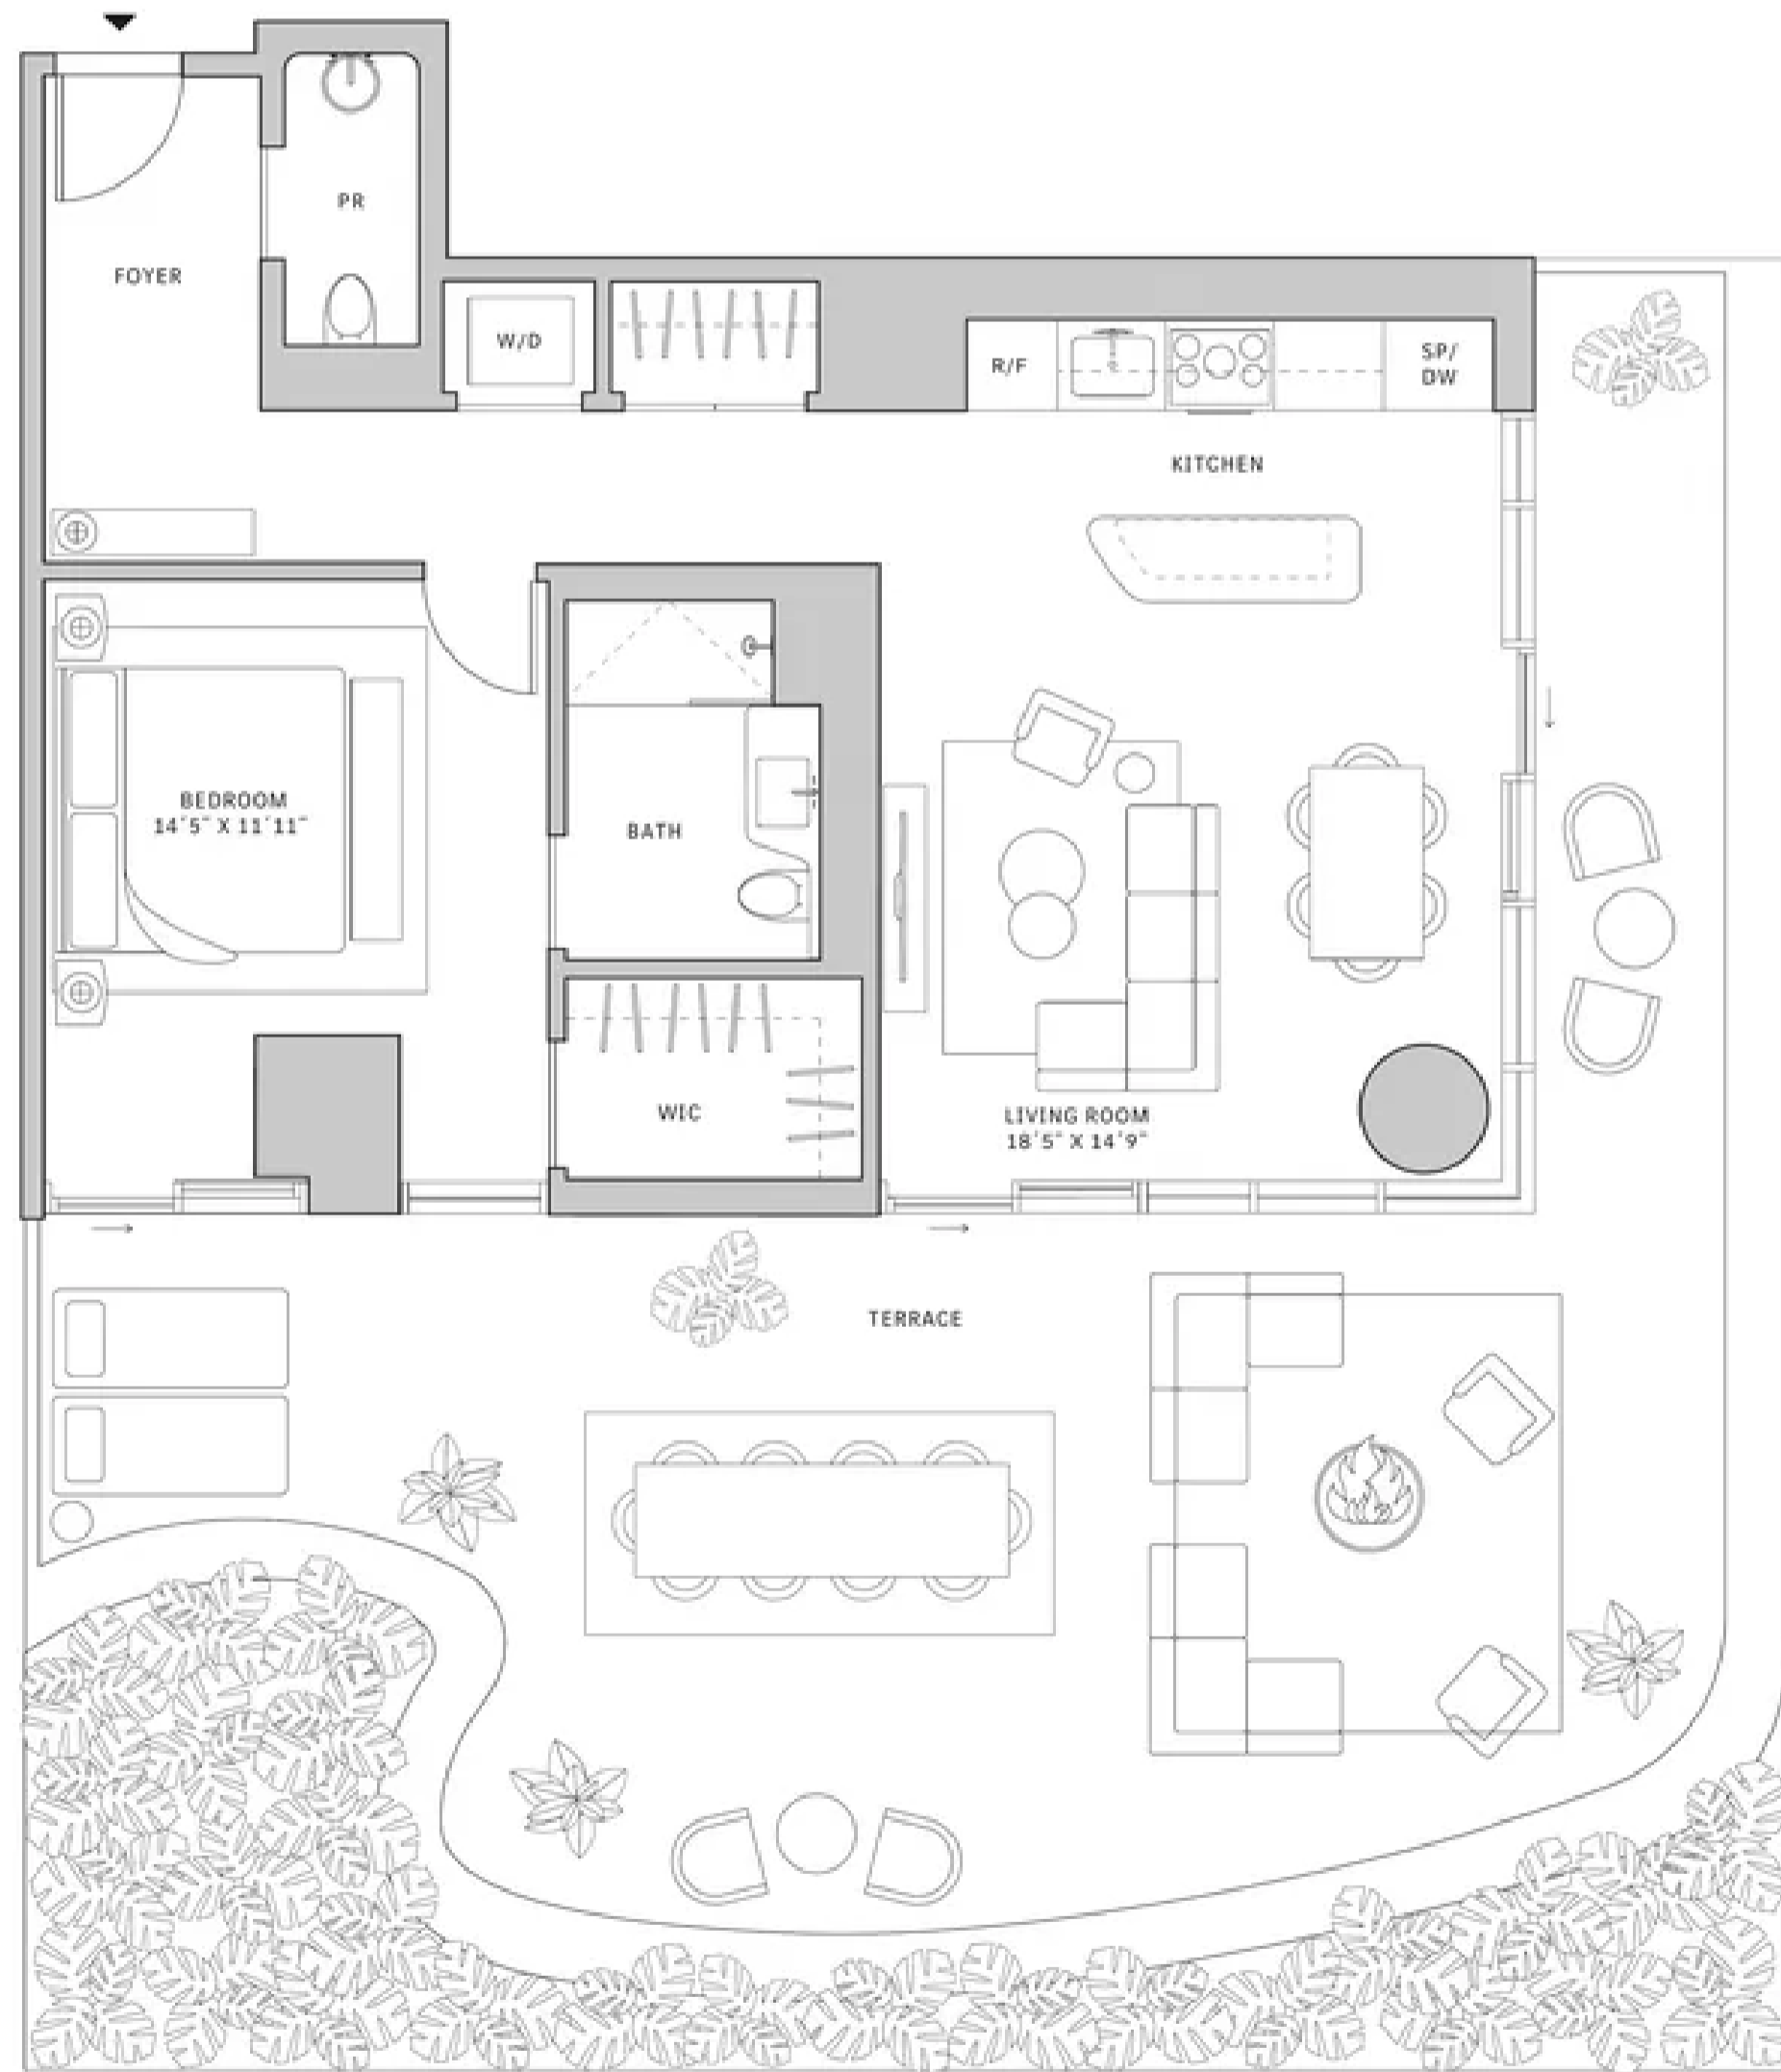 PR
FOYER
W/D
R/F
SP/
DW
KITCHEN
BEDROOM
14'5" X 11'11"
BATH
WIC
LIVING ROOM
18'5" X 14'9"
TERRACE